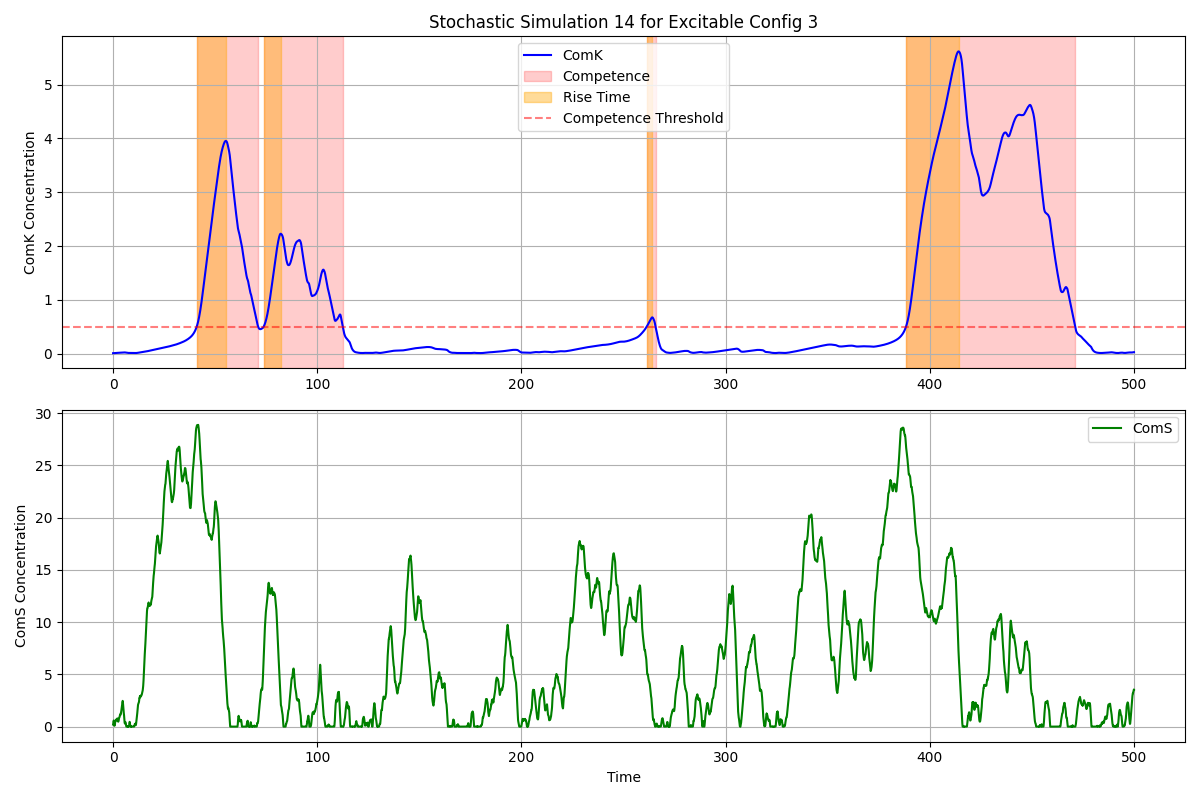 Stochastic Simulation 14 for Excitable Config 3
ComK Concentration
5
4
3
2
1
0
ComK
Competence
Rise Time
Competence Threshold
0 100 200 300 400 500
ComS Concentration
30
25
20
15
10
5
0
ComS
0 100 200 300 400 500
Time